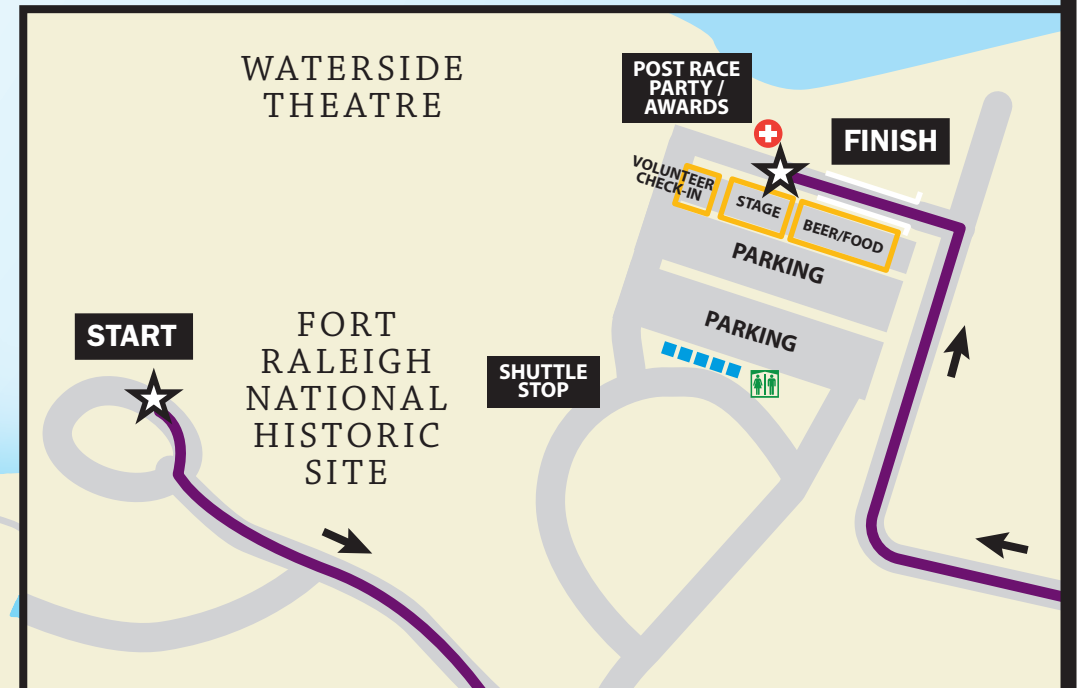 WATERSIDE
THEATRE
POST RACE
PARTY /
AWARDS
FINISH
VOLUNTEER
CHECK-IN
STAGE
BEER/FOOD
PARKING
PARKING
START
FORT
RALEIGH
NATIONAL
HISTORIC
SITE
SHUTTLE
STOP